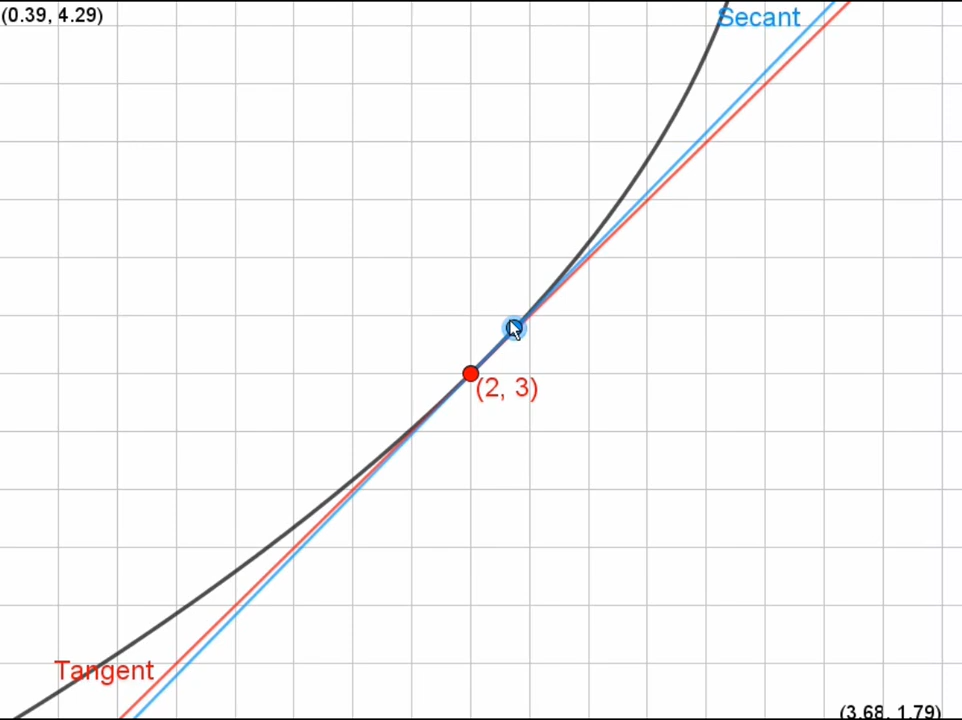 (0.39, 4.29)
Secant
(2, 3)
Tangent
(3.68, 1.79)